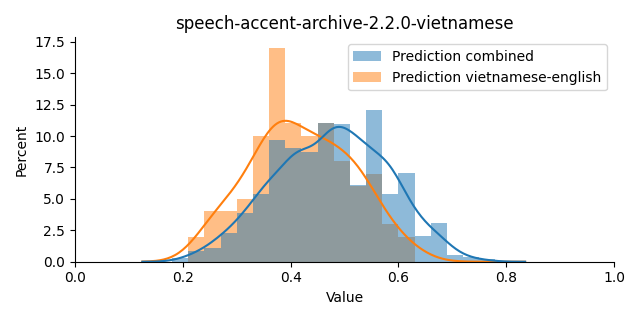 speech-accent-archive-2.2.0-vietnamese
17.5
15.0
12.5
10.0
7.5
5.0
2.5
0.0
Percent
Prediction combined
Prediction vietnamese-english
0.0 0.2 0.4 0.6 0.8 1.0
Value